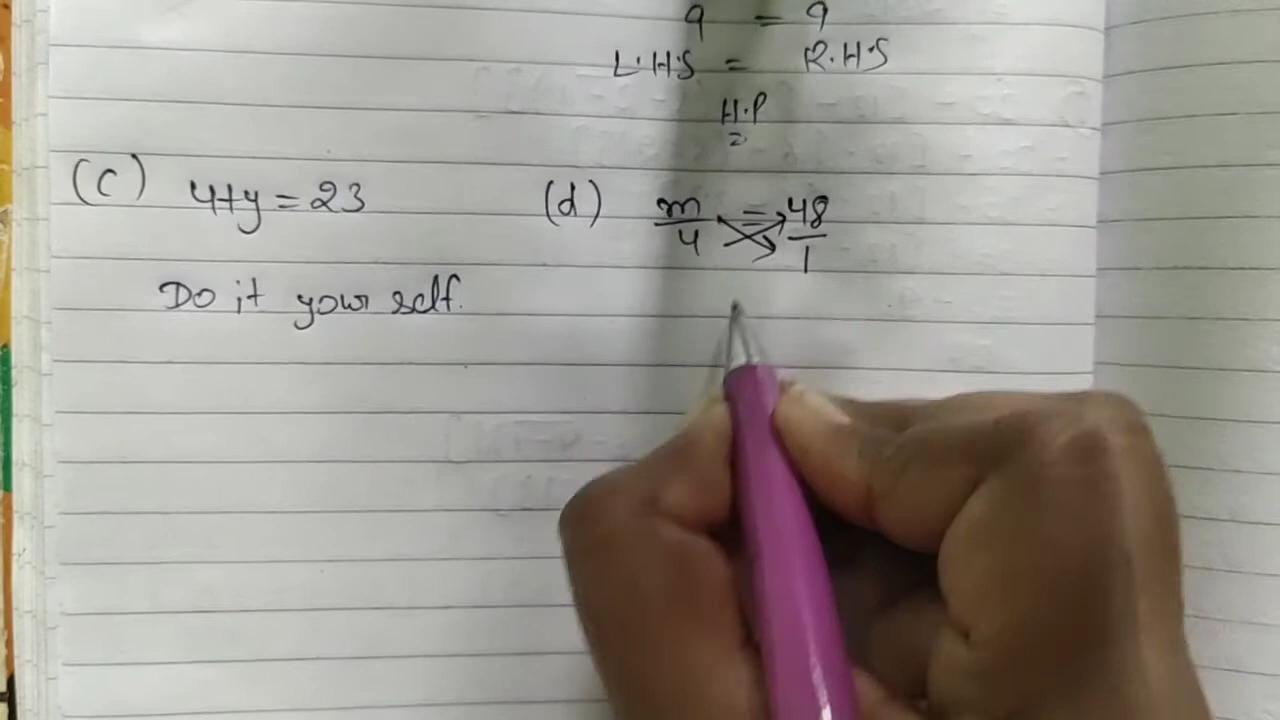 9 = 9
L.H.S = R.H.S
H.P
(C) 4+y = 23
Do it your self.
(d) m/4 = 48/1